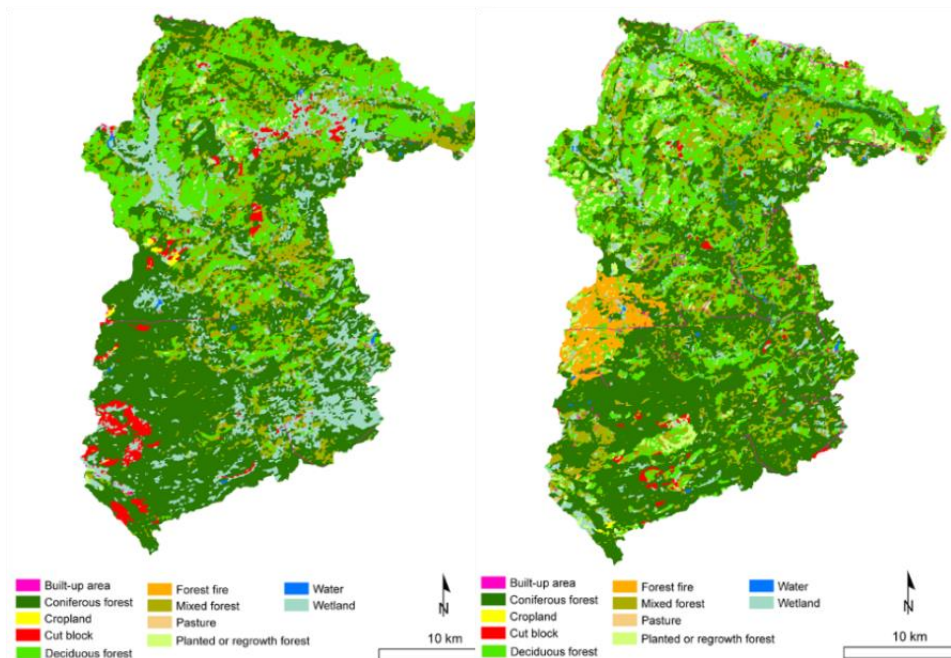 Built-up area
Coniferous forest
Cropland
Cut block
Deciduous forest
Forest fire
Mixed forest
Pasture
Planted or regrowth forest
Water
Wetland
N
10 km
Built-up area
Coniferous forest
Cropland
Cut block
Deciduous forest
Forest fire
Mixed forest
Pasture
Planted or regrowth forest
Water
Wetland
N
10 km